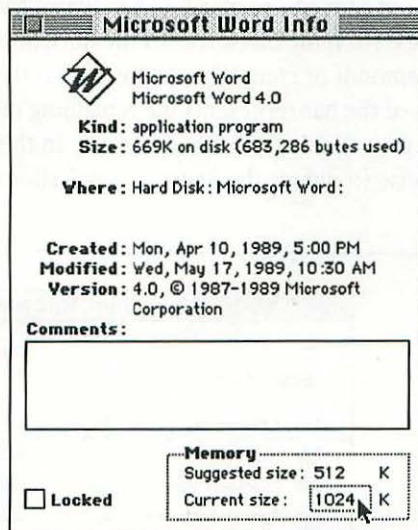 Microsoft Word Info
Microsoft Word
Microsoft Word 4.0
Kind: application program
Size: 669K on disk (683,286 bytes used)
Where: Hard Disk: Microsoft Word:
Created: Mon, Apr 10, 1989, 5:00 PM
Modified: Wed, May 17, 1989, 10:30 AM
Version: 4.0, © 1987-1989 Microsoft
Corporation
Comments:
Memory
Suggested size: 512 K
Locked
Current size: 1024 K